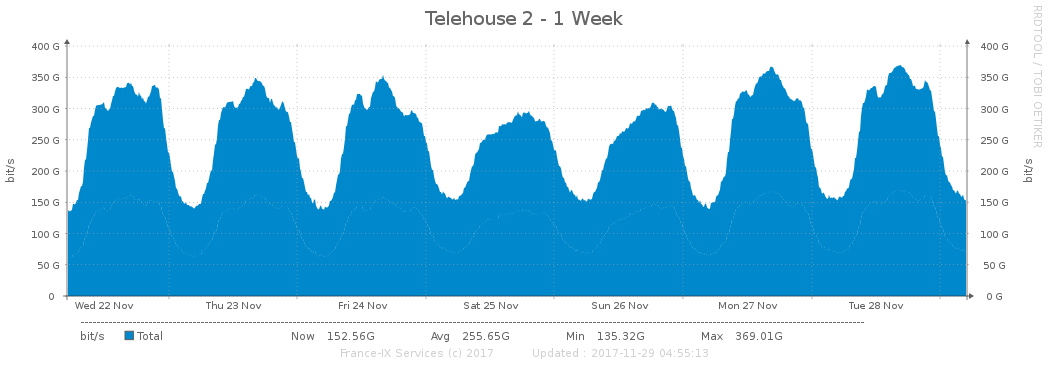 Telehouse 2 - 1 Week
RRDTOOL / TOBI OETIKER
400 G 400 G
350 G 350 G
300 G 300 G
250 G 250 G
200 G 200 G
150 G 150 G
100 G 100 G
50 G 50 G
0 0 G
bit/s
bit/s
Wed 22 Nov Thu 23 Nov Fri 24 Nov Sat 25 Nov Sun 26 Nov Mon 27 Nov Tue 28 Nov
bit/s Total Now 152.56G Avg 255.65G Min 135.32G Max 369.01G
France-IX Services (c) 2017 Updated : 2017-11-29 04:55:13